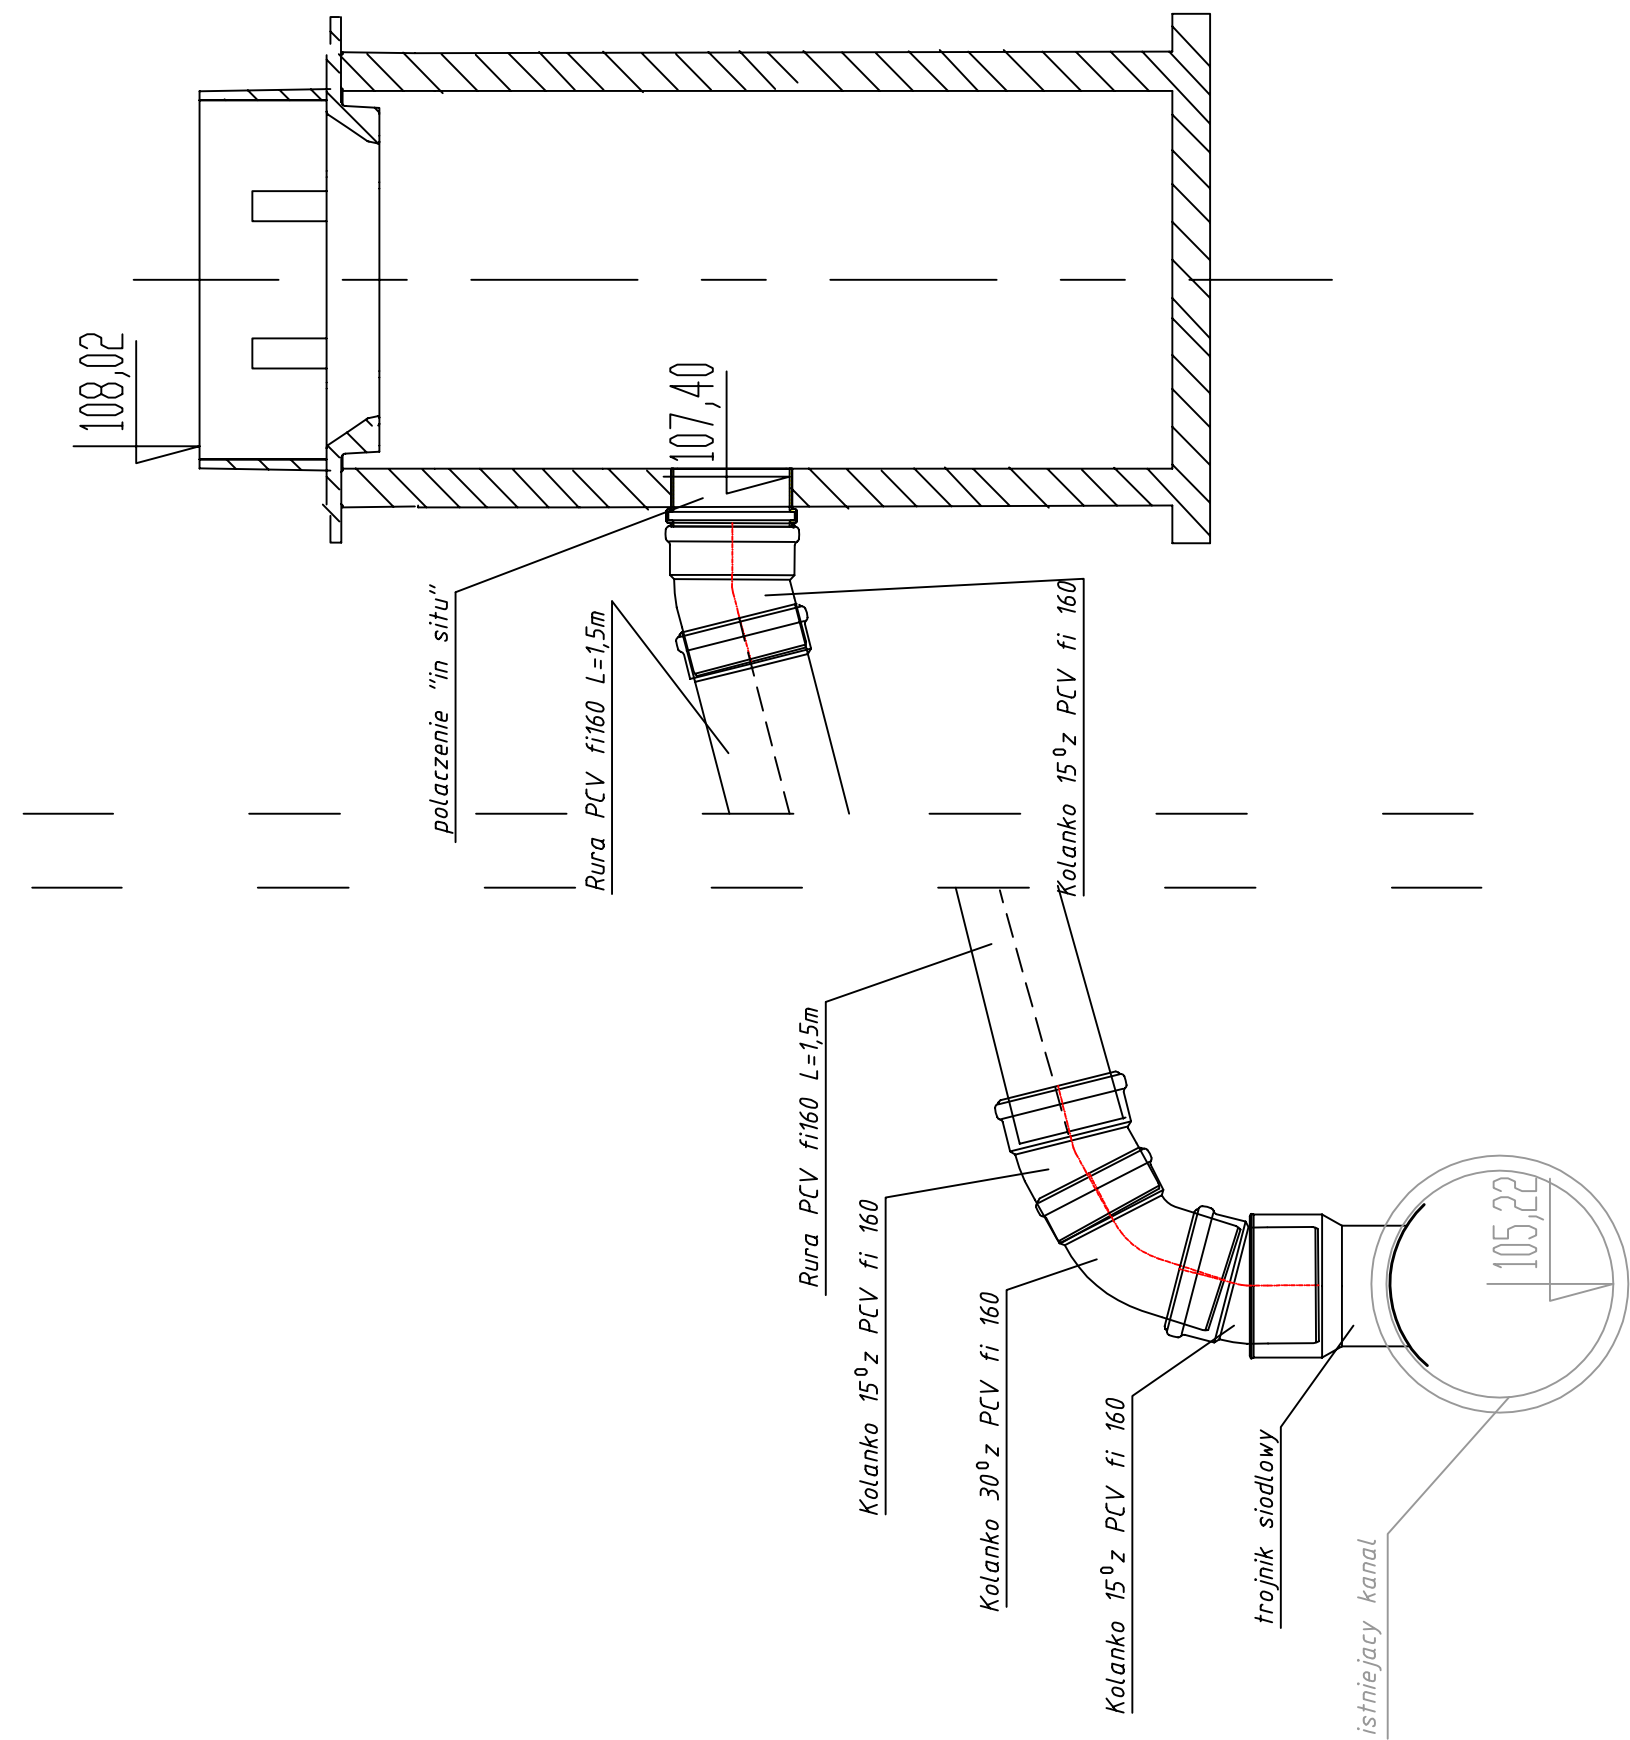 108,02
107,40
polaczenie "in situ"
Rura PCV fi160 L=1,5m
Kolanko 15⁰z PCV fi 160
Rura PCV fi160 L=1,5m
Kolanko 15⁰z PCV fi 160
Kolanko 30⁰z PCV fi 160
Kolanko 15⁰z PCV fi 160
trojnik siodlowy
istniejacy kanal
105,22